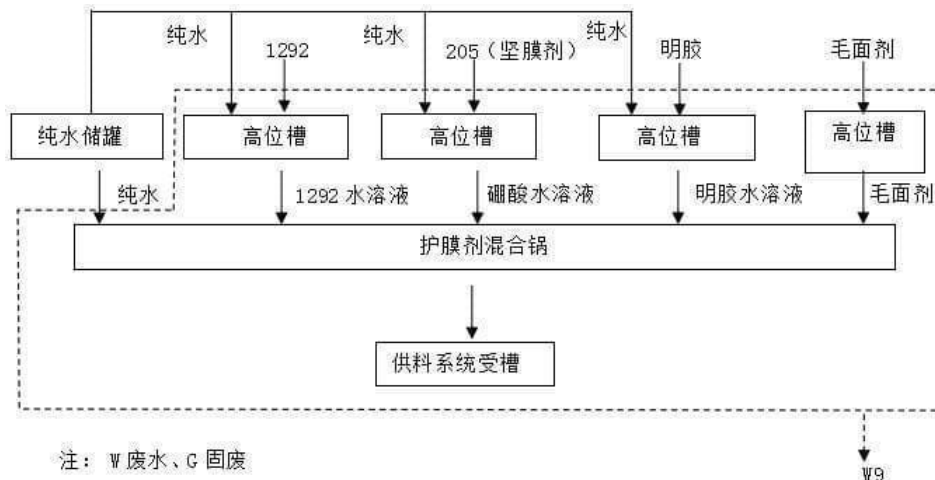 纯水
1292
纯水
205（坚膜剂）
纯水
明胶
毛面剂
纯水储罐
高位槽
高位槽
高位槽
高位槽
纯水
1292 水溶液
硼酸水溶液
明胶水溶液
毛面剂
护膜剂混合锅
供料系统受槽
注： W 废水、G 固废
W9